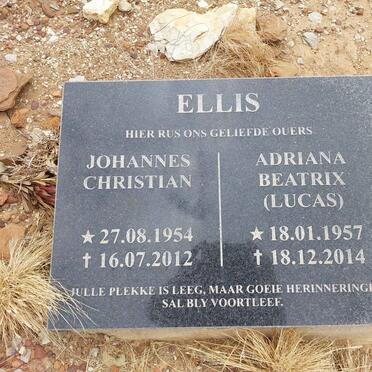 ELLIS
HIER RUS ONS GELIEFDE OUERS
JOHANNES
CHRISTIAN
★ 27.08.1954
† 16.07.2012
ADRIANA
BEATRIX
(LUCAS)
★ 18.01.1957
† 18.12.2014
JULLE PLEKKE IS LEEG, MAAR GOEIE HERINNERINGE
SAL BLY VOORTLEEF.